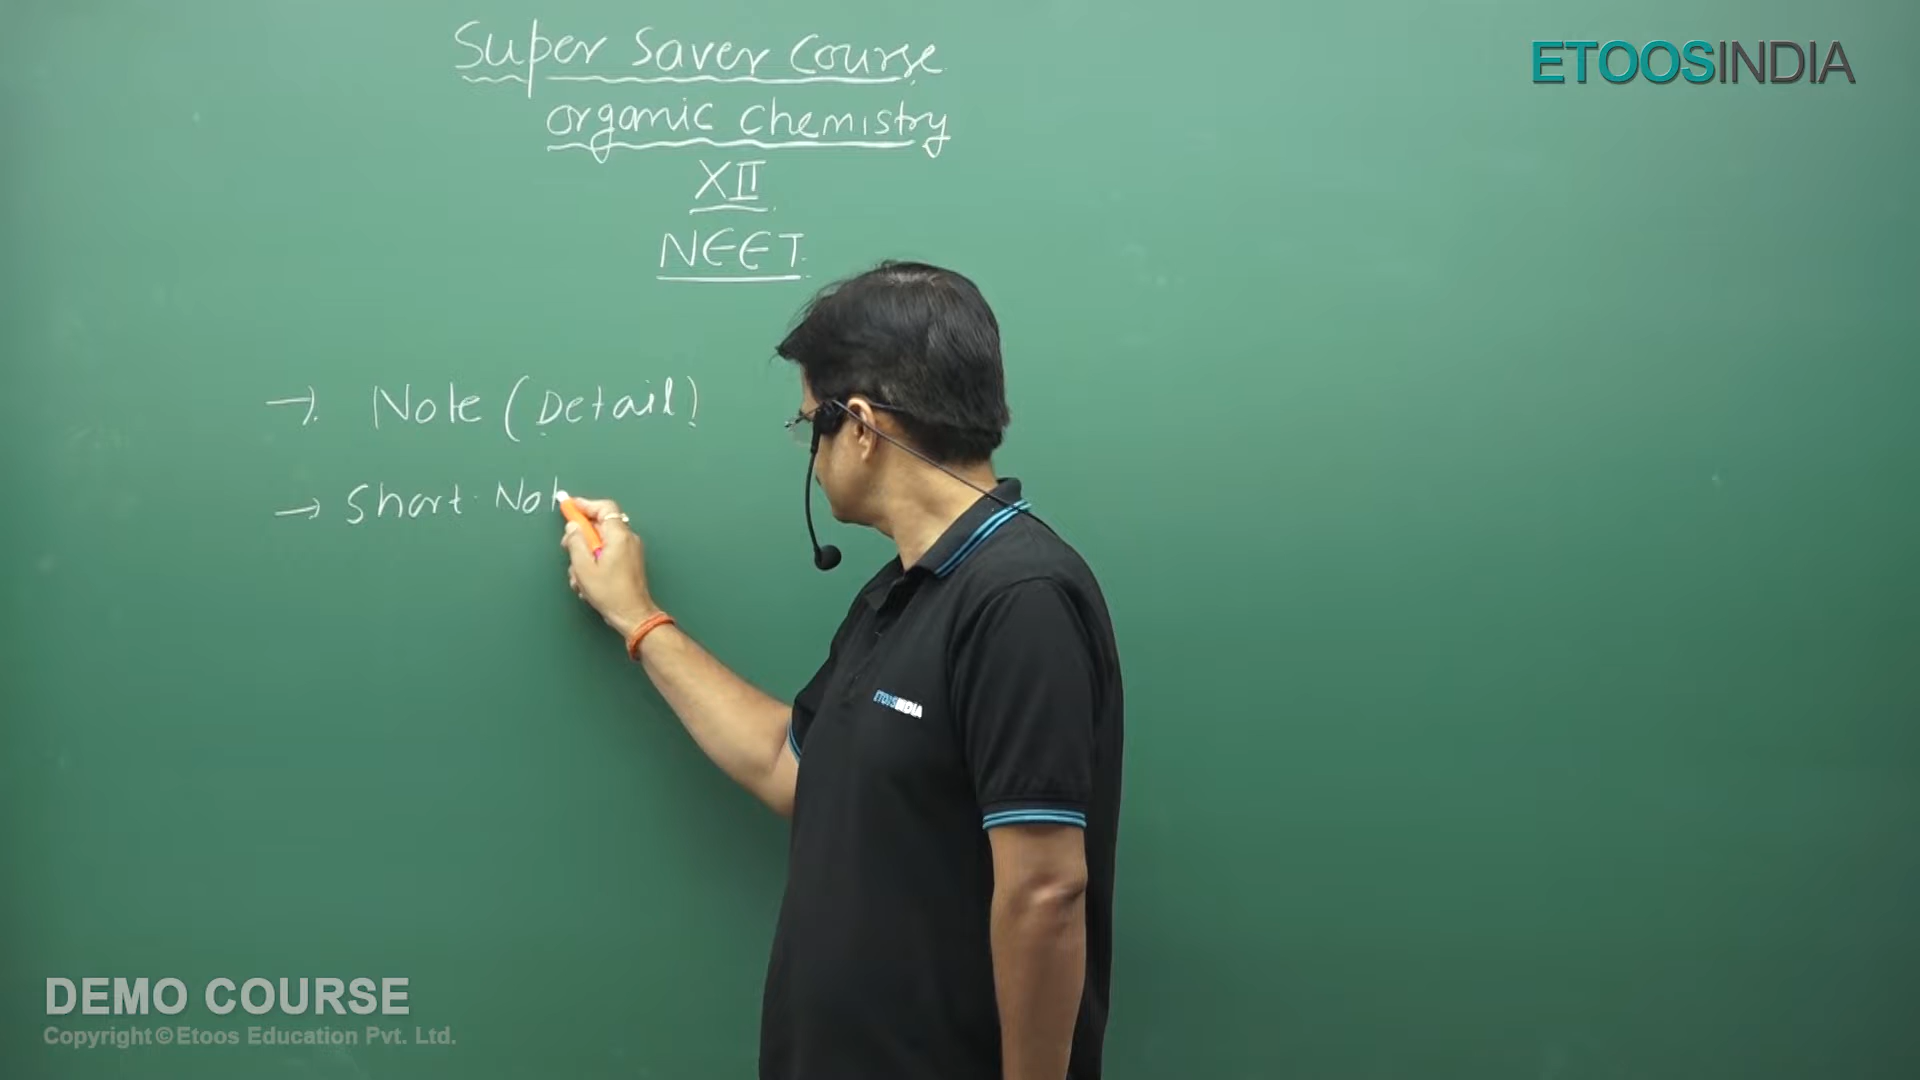 Super Saver Course
ETOOSINDIA
organic chemistry
XII
NEET
→ Note (Detail)
→ Short Not
ETOOSINDIA
DEMO COURSE
Copyright © Etoos Education Pvt. Ltd.